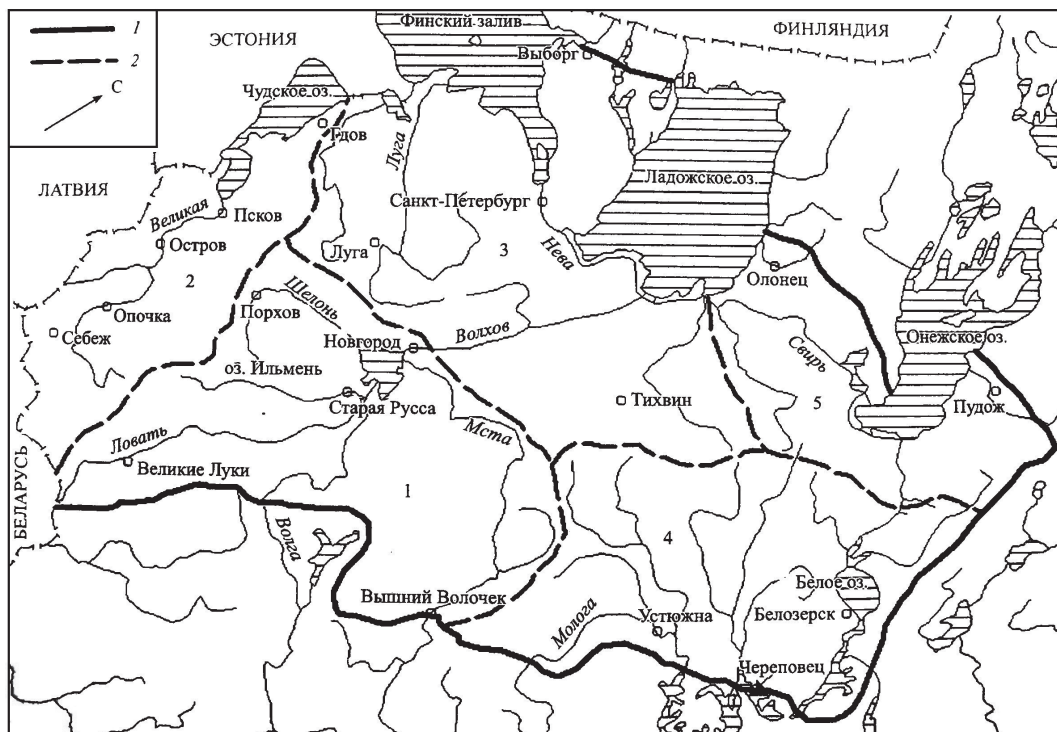 1
2
С
Финский залив
ФИНЛЯНДИЯ
ЭСТОНИЯ
Выборг
Чудское оз.
Гдов
Луга
Ладожское оз.
ЛАТВИЯ
Великая
Псков
Санкт-Петербург
Остров
Луга
3
Нева
Олонец
2
Опочка
Порхов
Шелонь
Себеж
Новгород
Волхов
Свирь
Онежское оз.
оз. Ильмень
Старая Русса
Тихвин
5
Пудож
Мста
Ловать
Великие Луки
БЕЛАРУСЬ
1
Волга
4
Белое оз.
Вышний Волочек
Молога
Устюжна
Белозерск
Череповец